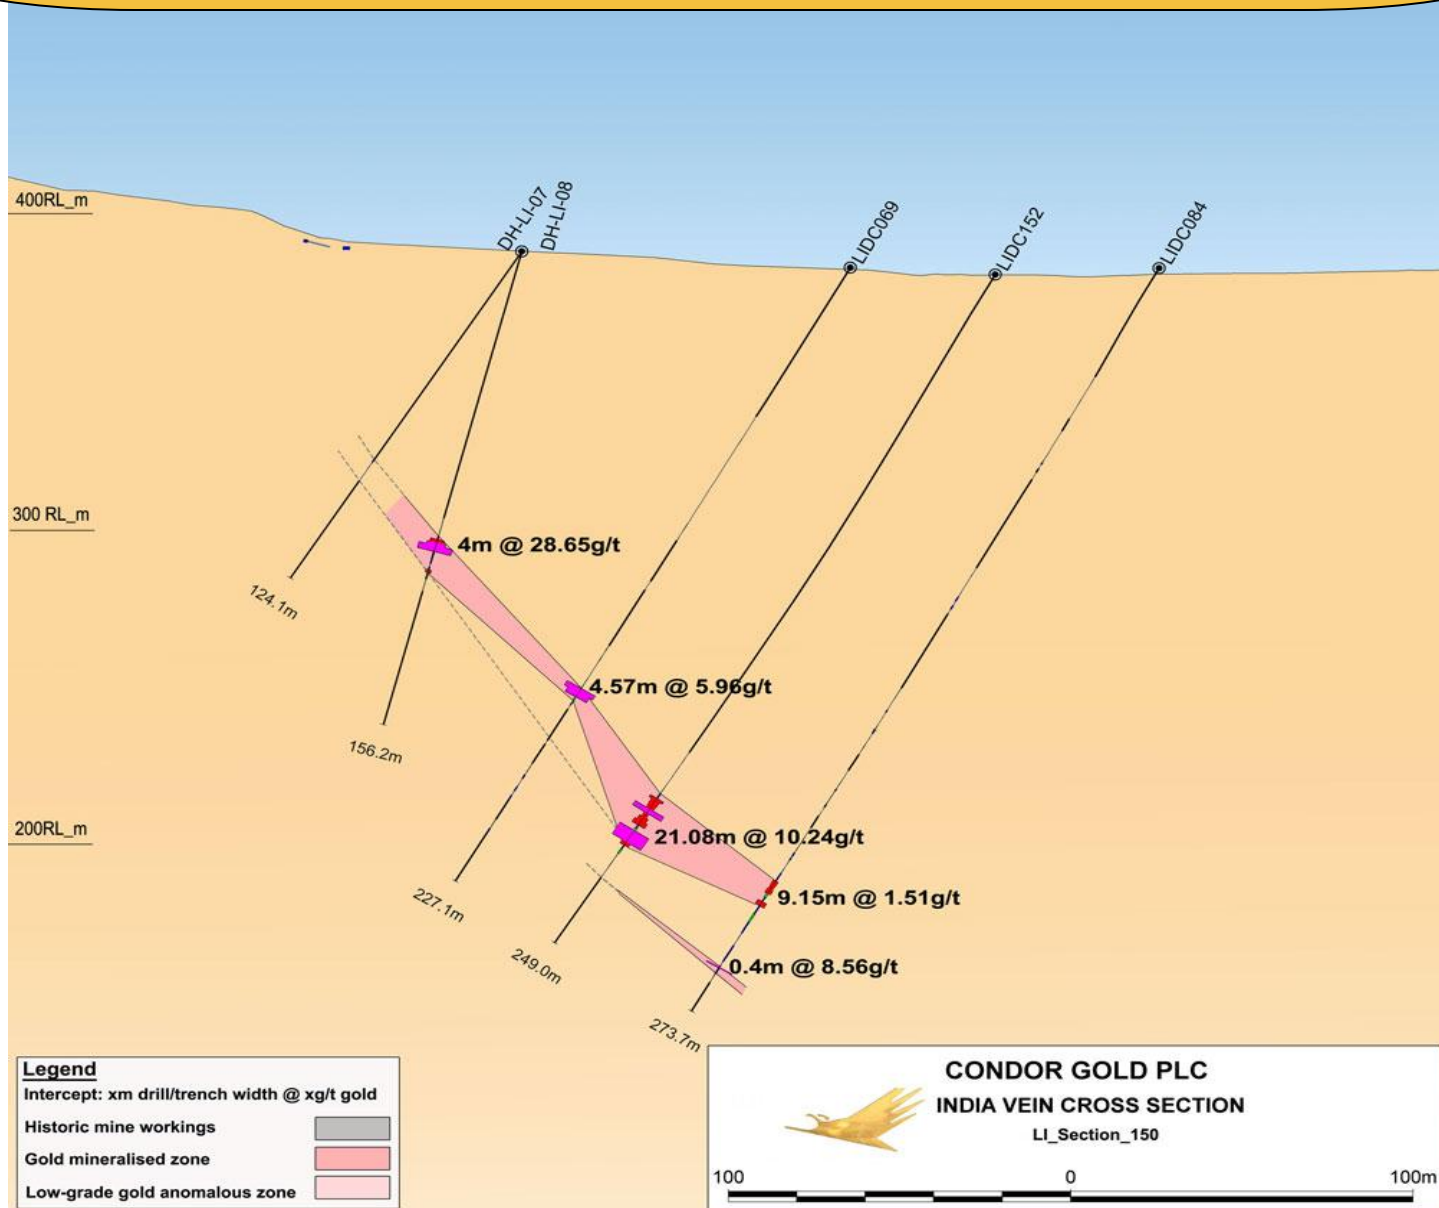 DH-LI-07
DH-LI-08
LIDC069
LIDC152
LIDC084
400RL_m
300 RL_m
200RL_m
4m @ 28.65g/t
4.57m @ 5.96g/t
21.08m @ 10.24g/t
9.15m @ 1.51g/t
0.4m @ 8.56g/t
124.1m
156.2m
227.1m
249.0m
273.7m
Legend
Intercept: xm drill/trench width @ xg/t gold
Historic mine workings
Gold mineralised zone
Low-grade gold anomalous zone
CONDOR GOLD PLC
INDIA VEIN CROSS SECTION
LI_Section_150
100 0 100m